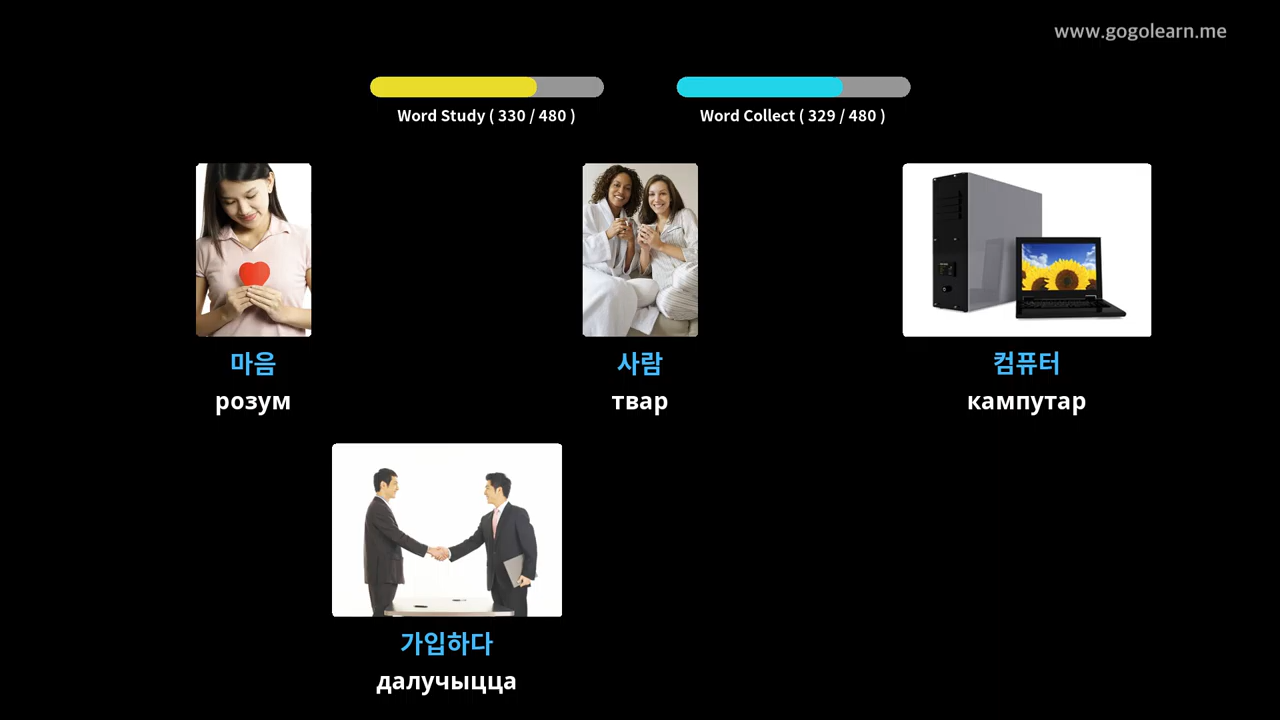 www.gogolearn.me
Word Study ( 330 / 480 )
Word Collect ( 329 / 480 )
마음
розум
사람
твар
컴퓨터
кампутар
가입하다
далучыцца